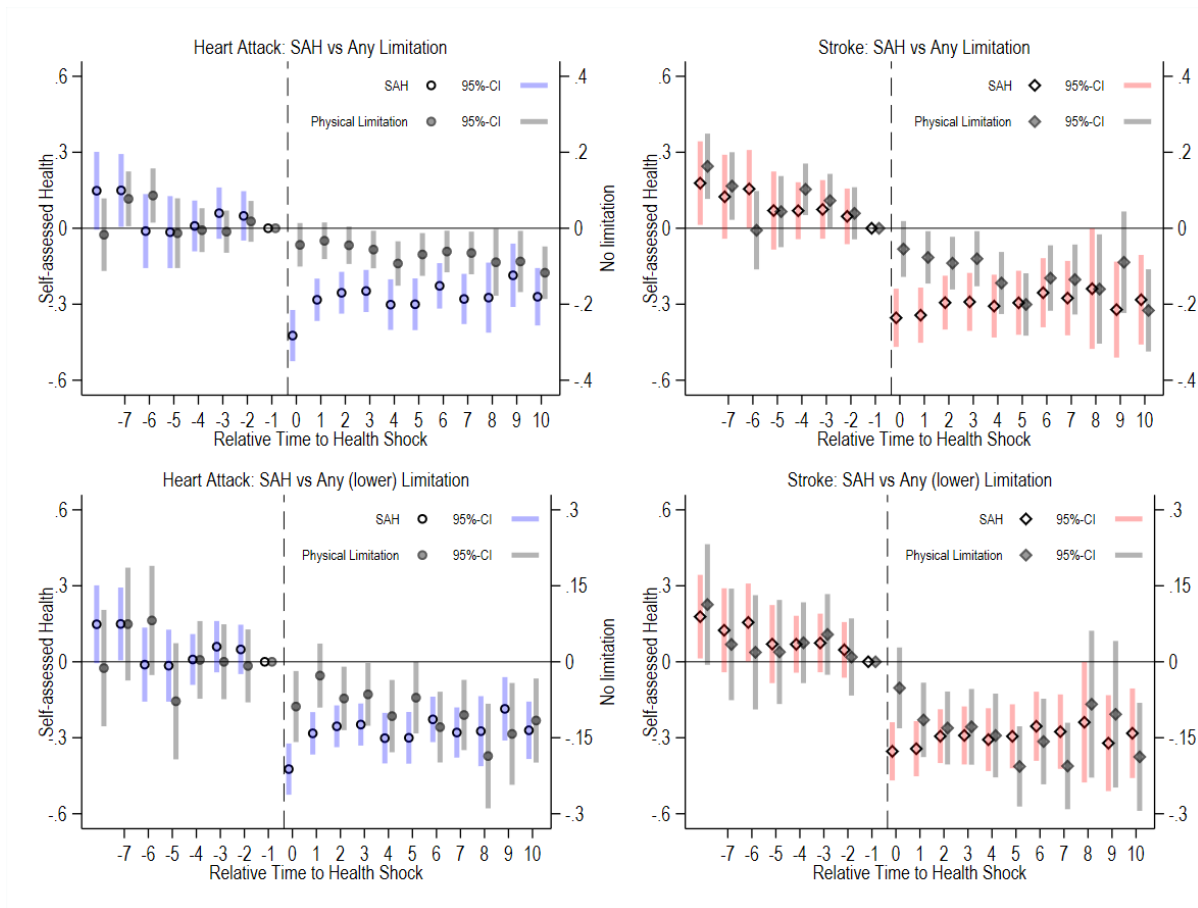 Heart Attack: SAH vs Any Limitation
SAH 95%-CI
Physical Limitation 95%-CI
Self-assessed Health
.6
.3
0
-.3
-.6
No limitation
.4
.2
0
-.2
-.4
-7 -6 -5 -4 -3 -2 -1 0 1 2 3 4 5 6 7 8 9 10
Relative Time to Health Shock
Stroke: SAH vs Any Limitation
SAH 95%-CI
Physical Limitation 95%-CI
Self-assessed Health
.6
.3
0
-.3
-.6
No limitation
.4
.2
0
-.2
-.4
-7 -6 -5 -4 -3 -2 -1 0 1 2 3 4 5 6 7 8 9 10
Relative Time to Health Shock
Heart Attack: SAH vs Any (lower) Limitation
SAH 95%-CI
Physical Limitation 95%-CI
Self-assessed Health
.6
.3
0
-.3
-.6
No limitation
.3
.15
0
-.15
-.3
-7 -6 -5 -4 -3 -2 -1 0 1 2 3 4 5 6 7 8 9 10
Relative Time to Health Shock
Stroke: SAH vs Any (lower) Limitation
SAH 95%-CI
Physical Limitation 95%-CI
Self-assessed Health
.6
.3
0
-.3
-.6
No limitation
.3
.15
0
-.15
-.3
-7 -6 -5 -4 -3 -2 -1 0 1 2 3 4 5 6 7 8 9 10
Relative Time to Health Shock